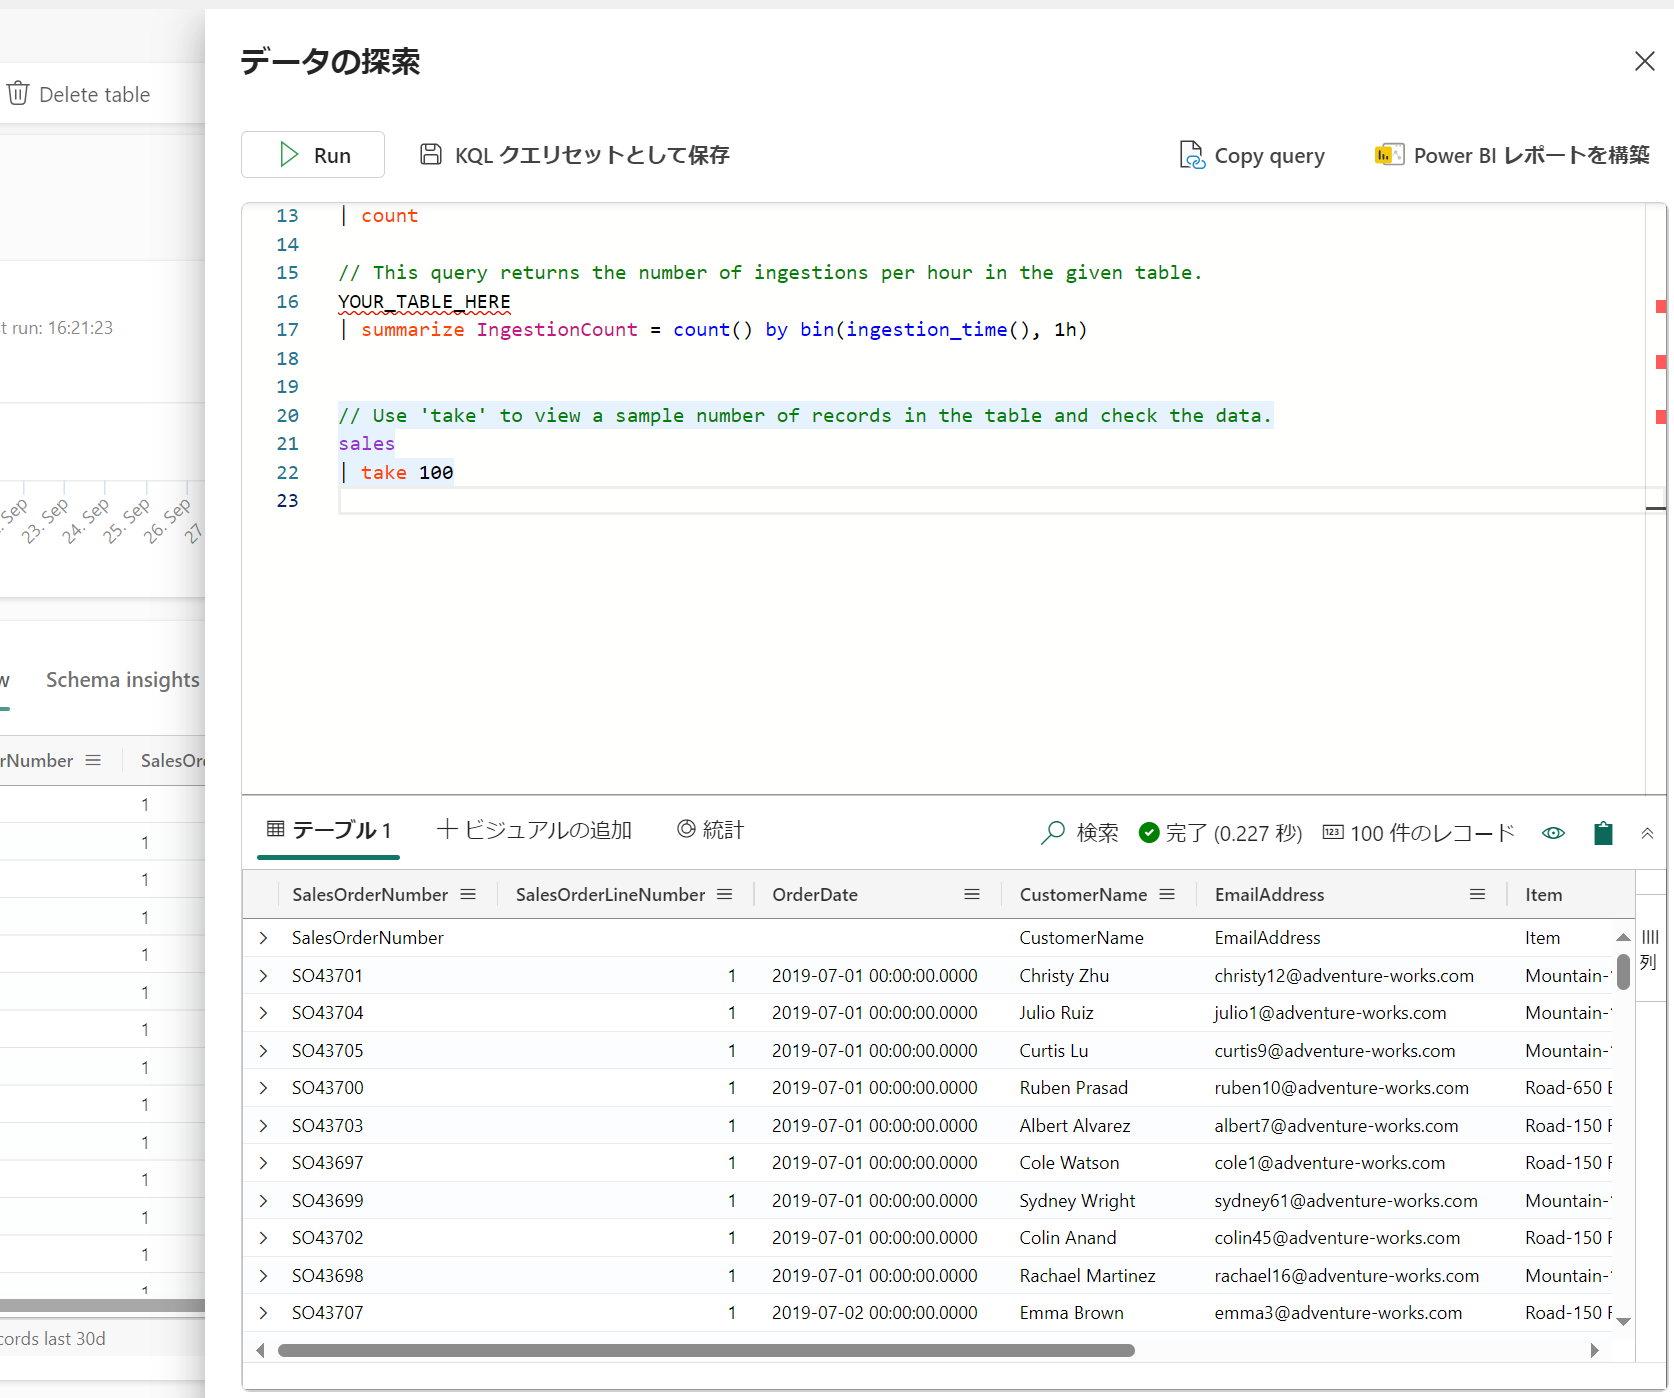 データの探索
Delete table
Run
KQL クエリセットとして保存
Copy query
Power BI レポートを構築
13 | count
14
15 // This query returns the number of ingestions per hour in the given table.
16 YOUR_TABLE_HERE
17 | summarize IngestionCount = count() by bin(ingestion_time(), 1h)
18
19
20 // Use 'take' to view a sample number of records in the table and check the data.
21 sales
22 | take 100
23
t run: 16:21:23
. Sep
23. Sep
24. Sep
25. Sep
26. Sep
27
w
Schema insights
rNumber
SalesOr
1
1
1
1
1
1
1
1
1
1
1
1
1
1
cords last 30d
テーブル 1
ビジュアルの追加
統計
検索
完了 (0.227 秒)
123
100 件のレコード
SalesOrderNumber SalesOrderLineNumber OrderDate CustomerName EmailAddress Item
SalesOrderNumber CustomerName EmailAddress Item
SO43701 1 2019-07-01 00:00:00.0000 Christy Zhu christy12@adventure-works.com Mountain-
SO43704 1 2019-07-01 00:00:00.0000 Julio Ruiz julio1@adventure-works.com Mountain-
SO43705 1 2019-07-01 00:00:00.0000 Curtis Lu curtis9@adventure-works.com Mountain-
SO43700 1 2019-07-01 00:00:00.0000 Ruben Prasad ruben10@adventure-works.com Road-650
SO43703 1 2019-07-01 00:00:00.0000 Albert Alvarez albert7@adventure-works.com Road-150
SO43697 1 2019-07-01 00:00:00.0000 Cole Watson cole1@adventure-works.com Road-150
SO43699 1 2019-07-01 00:00:00.0000 Sydney Wright sydney61@adventure-works.com Mountain-
SO43702 1 2019-07-01 00:00:00.0000 Colin Anand colin45@adventure-works.com Road-150
SO43698 1 2019-07-01 00:00:00.0000 Rachael Martinez rachael16@adventure-works.com Mountain-
SO43707 1 2019-07-02 00:00:00.0000 Emma Brown emma3@adventure-works.com Road-150
列